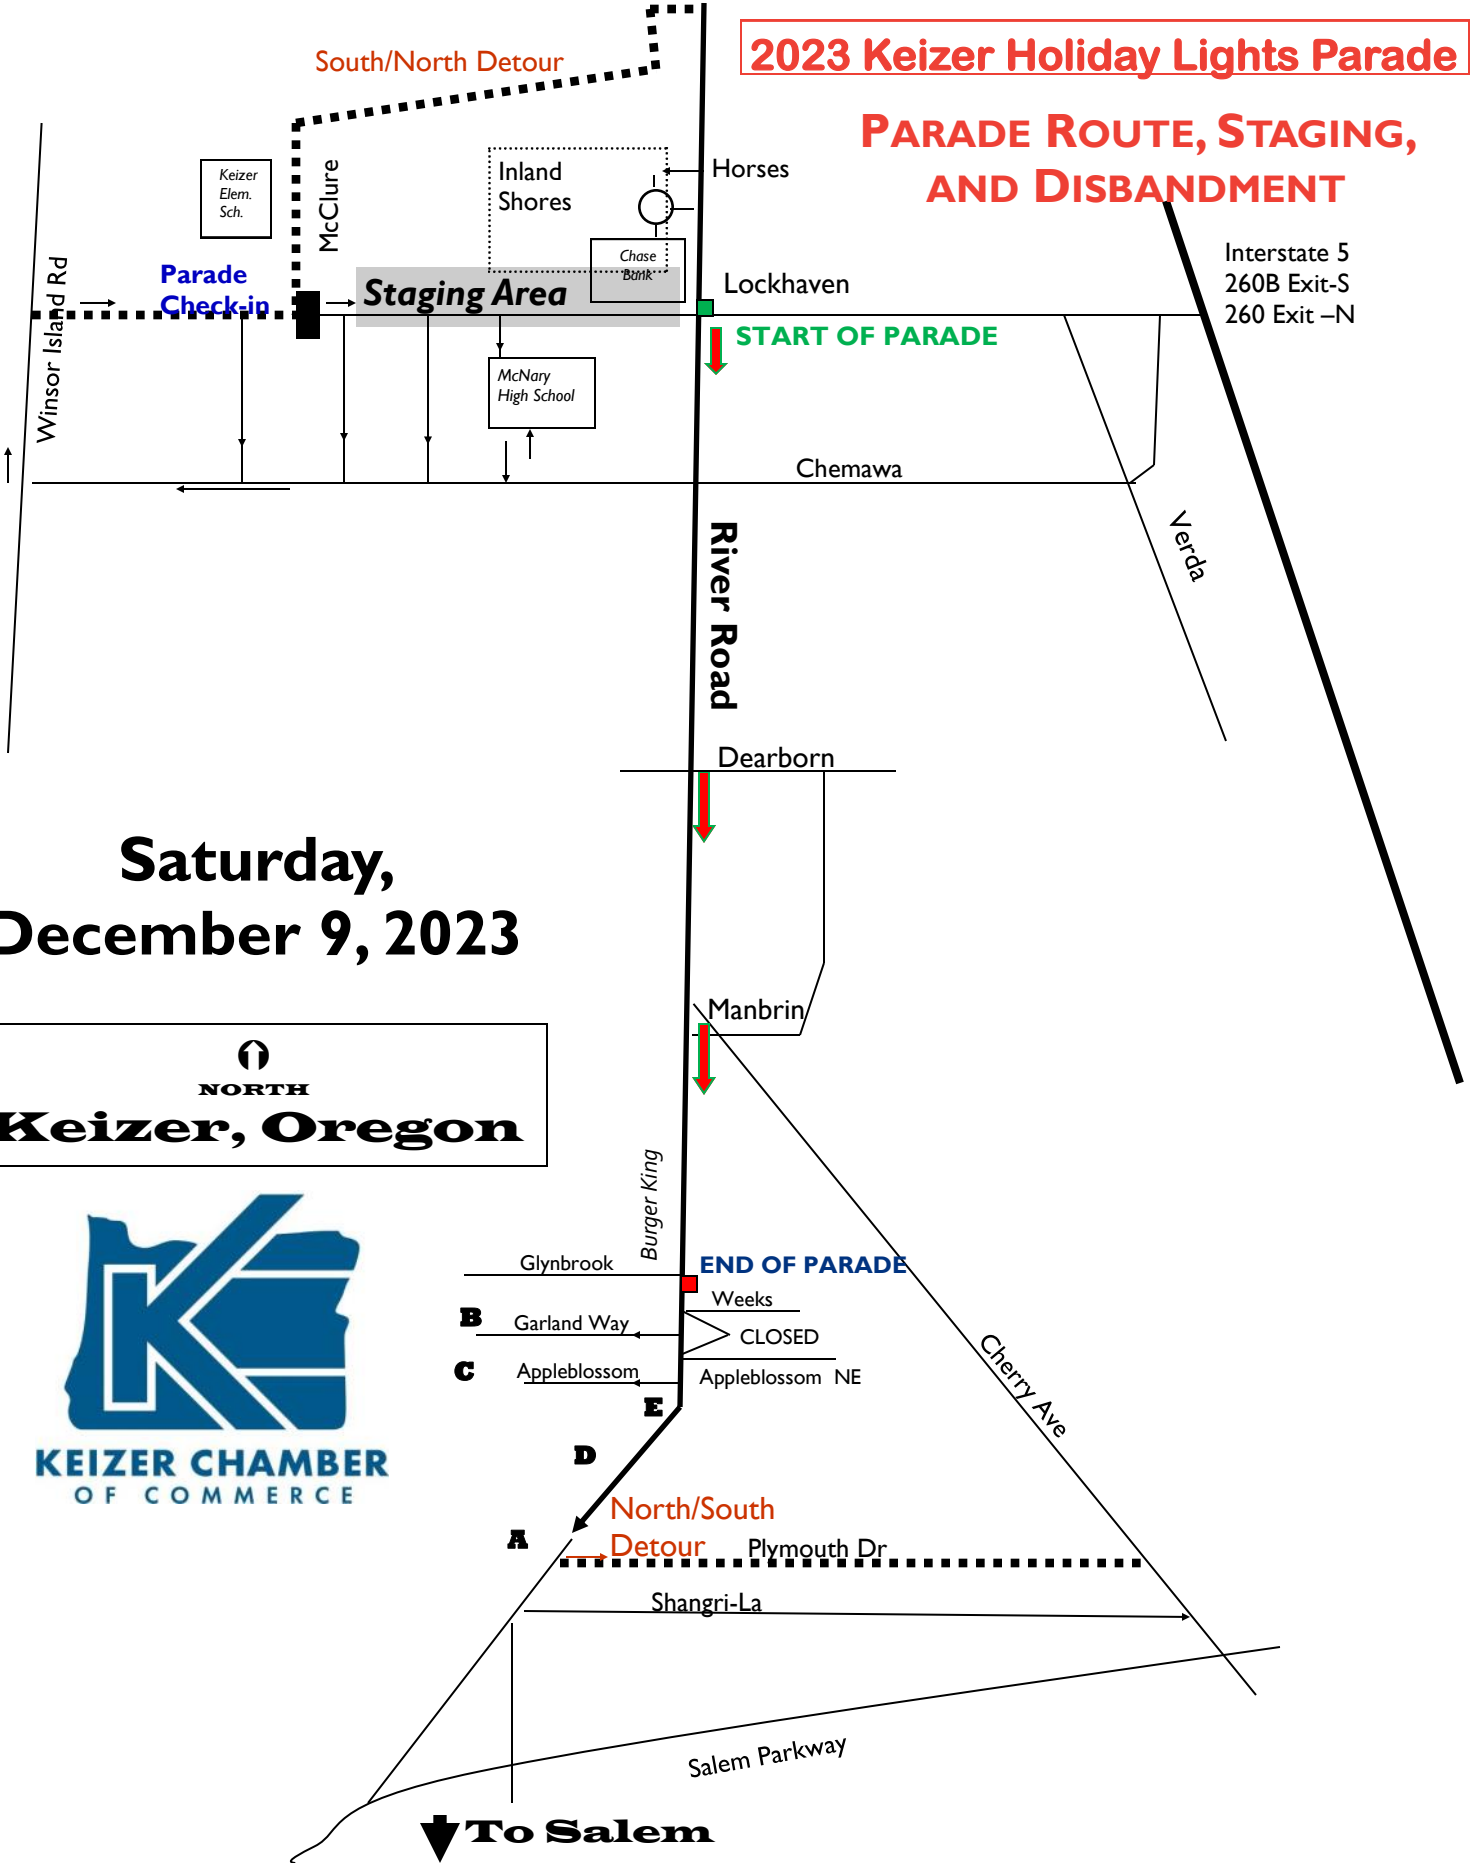 2023 Keizer Holiday Lights Parade
PARADE ROUTE, STAGING,
AND DISBANDMENT
South/North Detour
Keizer
Elem.
Sch.
McClure
Inland
Shores
Horses
Chase
Bank
Interstate 5
260B Exit-S
260 Exit –N
Winsor Island Rd
Parade
Check-in
Staging Area
Lockhaven
START OF PARADE
McNary
High School
Chemawa
Verda
River Road
Dearborn
Saturday,
December 9, 2023
Manbrin
NORTH
Keizer, Oregon
Burger King
Glynbrook
END OF PARADE
Weeks
B
Garland Way
CLOSED
C
Appleblossom
Appleblossom NE
E
Cherry Ave
KEIZER CHAMBER
OF COMMERCE
D
North/South
Detour
A
Plymouth Dr
Shangri-La
Salem Parkway
To Salem